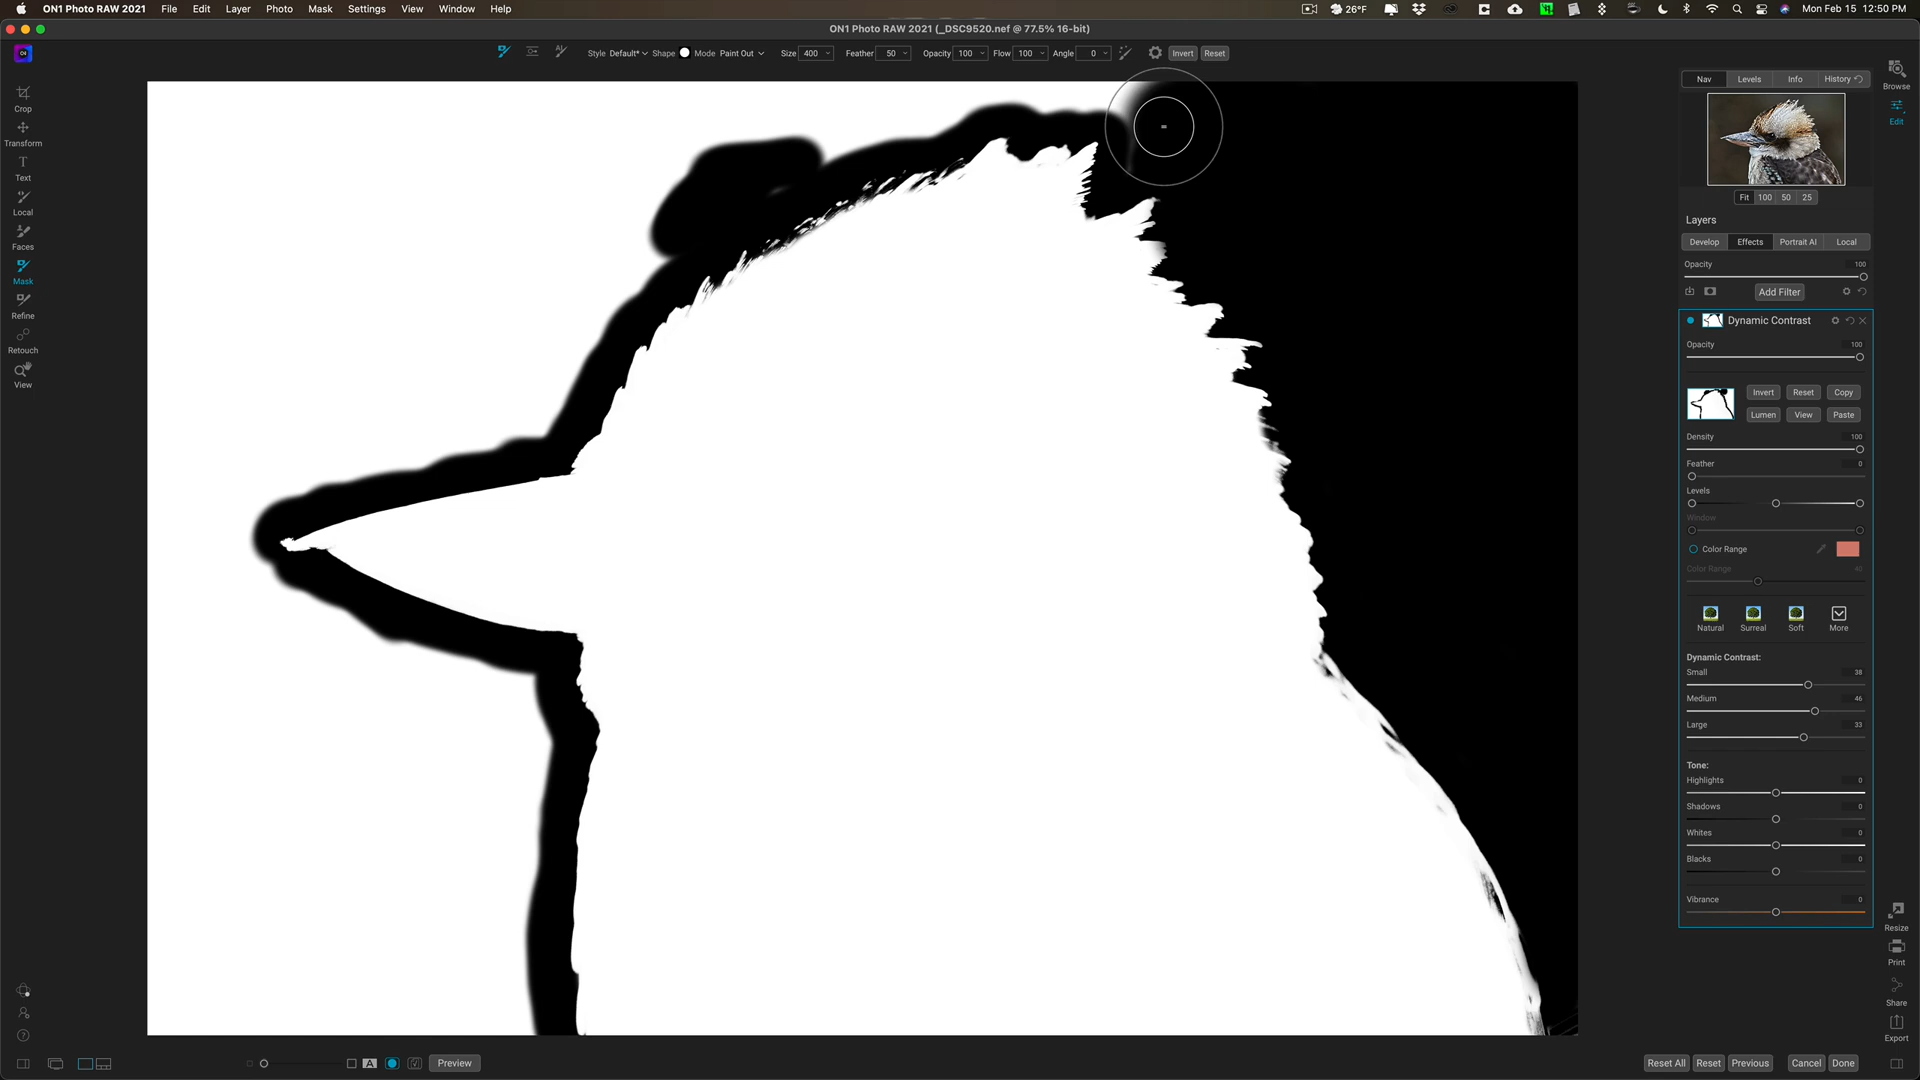 ON1 Photo RAW 2021 File Edit Layer Photo Mask Settings View Window Help 26°F Mon Feb 15 12:50 PM
ON1 Photo RAW 2021 (_DSC9520.nef @ 77.5% 16-bit)
Style Default* Shape Mode Paint Out Size 400 Feather 50 Opacity 100 Flow 100 Angle 0 Invert Reset
Crop
Transform
Text
Local
Faces
Mask
Refine
Retouch
View
Nav Levels Info History
Fit 100 50 25
Layers
Develop Effects Portrait AI Local
Opacity 100
Add Filter
Dynamic Contrast
Opacity 100
Invert Reset Copy
Lumen View Paste
Density 100
Feather 0
Levels
Window
Color Range
Color Range 40
Natural Surreal Soft More
Dynamic Contrast:
Small 38
Medium 46
Large 33
Tone:
Highlights 0
Shadows 0
Whites 0
Blacks 0
Vibrance 0
Browse
Edit
Resize
Print
Share
Export
A Preview Reset All Reset Previous Cancel Done